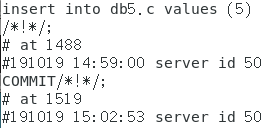 insert into db5.c values (5)
/*!*/;
# at 1488
#191019 14:59:00 server id 50
COMMIT/*!*/;
# at 1519
#191019 15:02:53 server id 50